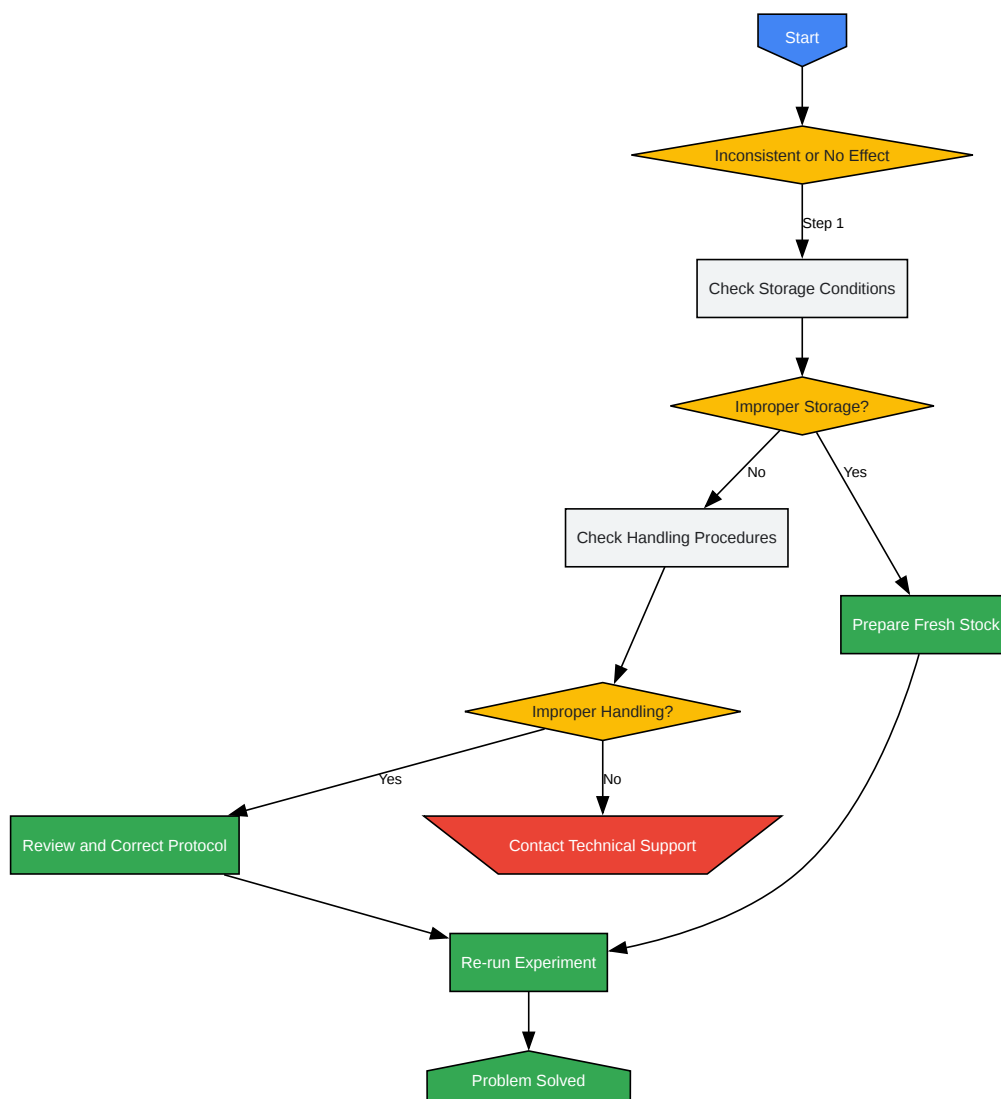 Start
Inconsistent or No Effect
Step 1
Check Storage Conditions
Improper Storage?
No
Yes
Check Handling Procedures
Prepare Fresh Stock
Improper Handling?
Yes
No
Review and Correct Protocol
Contact Technical Support
Re-run Experiment
Problem Solved